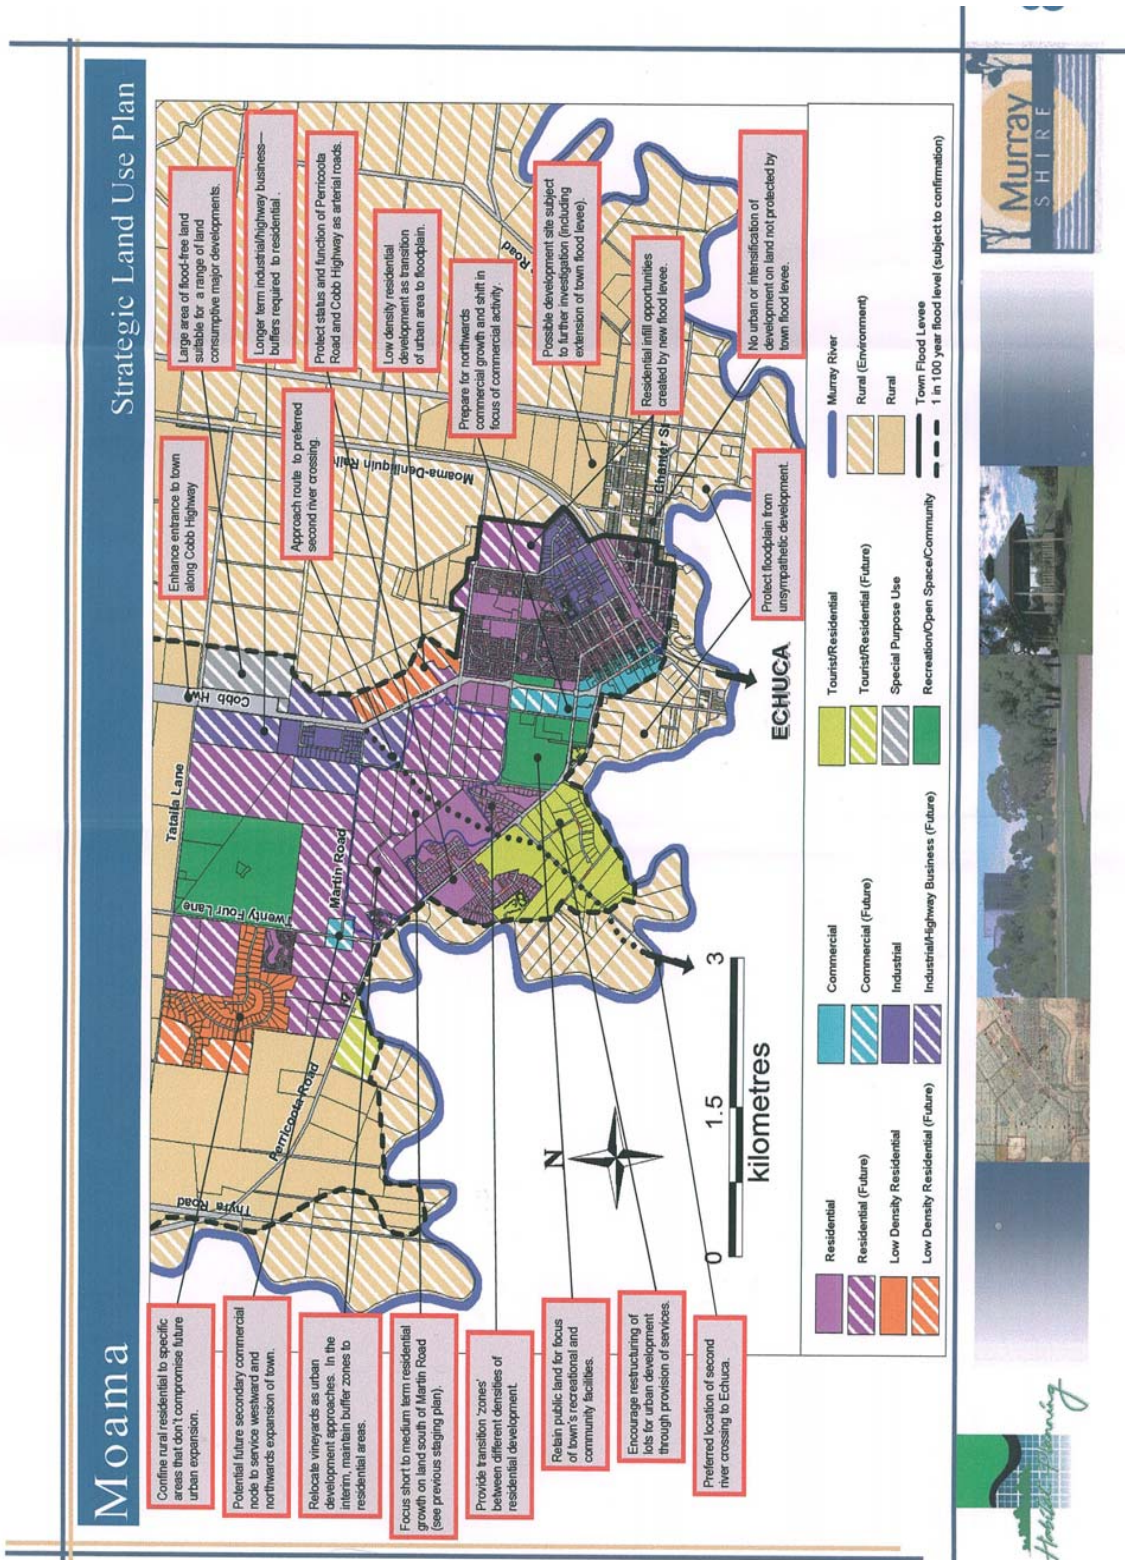 Moama
Strategic Land Use Plan
Confine rural residential to specific
areas that don't compromise future
urban expansion.
Potential future secondary commercial
node to service westward and
northwards expansion of town.
Relocate vineyards as urban
development approaches. In the
interim, maintain buffer zones to
residential areas.
Focus short to medium term residential
growth on land south of Martin Road
(see previous staging plan).
Provide transition 'zones'
between different densities of
residential development.
Retain public land for focus
of town's recreational and
community facilities.
Encourage restructuring of
lots for urban development
through provision of services.
Preferred location of second
river crossing to Echuca.
Enhance entrance to town
along Cobb Highway
Large area of flood-free land
suitable for a range of land
consumptive major developments.
Longer term industrial/highway business—
buffers required to residential.
Approach route to preferred
second river crossing.
Protect status and function of Perricoota
Road and Cobb Highway as arterial roads.
Low density residential
development as transition
of urban area to floodplain.
Prepare for northwards
commercial growth and shift in
focus of commercial activity.
Possible development site subject
to further investigation (including
extension of town flood levee).
Residential infill opportunities
created by new flood levee.
No urban or intensification of
development on land not protected by
town flood levee.
Protect floodplain from
unsympathetic development.
Thyra Road
Perricoota Road
Twenty Four Lane
Martin Road
Tatalla Lane
Cobb Hw
Moama-Deniliquin Rail
Chanter St
Road
ECHUCA
N
0 1.5 3
kilometres
Residential
Residential (Future)
Low Density Residential
Low Density Residential (Future)
Commercial
Commercial (Future)
Industrial
Industrial/Highway Business (Future)
Tourist/Residential
Tourist/Residential (Future)
Special Purpose Use
Recreation/Open Space/Community
Murray River
Rural (Environment)
Rural
Town Flood Levee
1 in 100 year flood level (subject to confirmation)
Habitat Planning
Murray
SHIRE